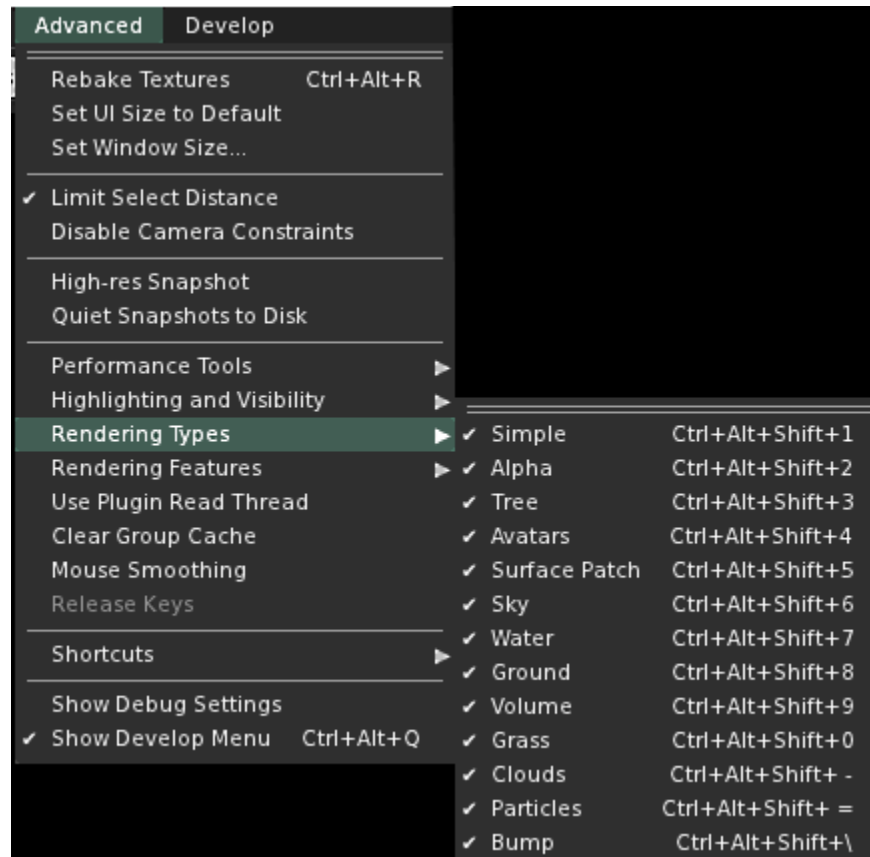 Advanced Develop
Rebake Textures Ctrl+Alt+R
Set UI Size to Default
Set Window Size...
Limit Select Distance
Disable Camera Constraints
High-res Snapshot
Quiet Snapshots to Disk
Performance Tools
Highlighting and Visibility
Rendering Types
Rendering Features
Use Plugin Read Thread
Clear Group Cache
Mouse Smoothing
Release Keys
Shortcuts
Show Debug Settings
Show Develop Menu Ctrl+Alt+Q
Simple Ctrl+Alt+Shift+1
Alpha Ctrl+Alt+Shift+2
Tree Ctrl+Alt+Shift+3
Avatars Ctrl+Alt+Shift+4
Surface Patch Ctrl+Alt+Shift+5
Sky Ctrl+Alt+Shift+6
Water Ctrl+Alt+Shift+7
Ground Ctrl+Alt+Shift+8
Volume Ctrl+Alt+Shift+9
Grass Ctrl+Alt+Shift+0
Clouds Ctrl+Alt+Shift+ -
Particles Ctrl+Alt+Shift+ =
Bump Ctrl+Alt+Shift+\